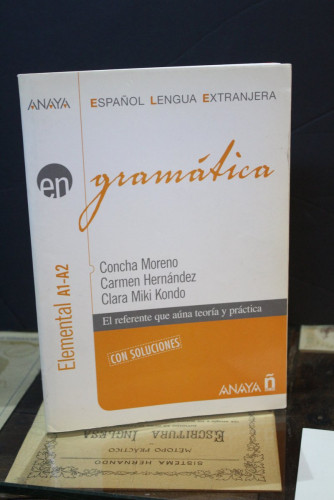 ANAYA ESPAÑOL LENGUA EXTRANJERA
en gramática
Elemental A1-A2
Concha Moreno
Carmen Hernández
Clara Miki Kondo
El referente que aúna teoría y práctica
CON SOLUCIONES
ANAYA ñ
ESCRITURA INGLESA
MÉTODO PRÁCTICO
SISTEMA HERNANDO